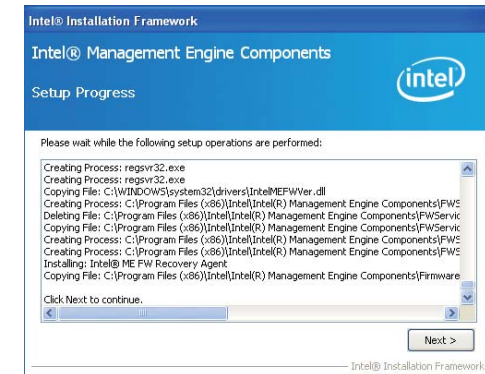 Intel® Installation Framework
Intel® Management Engine Components
Setup Progress
intel
Please wait while the following setup operations are performed:
Creating Process: regsvr32.exe
Creating Process: regsvr32.exe
Copying File: C:\WINDOWS\system32\drivers\IntelMEFWVer.dll
Creating Process: C:\Program Files (x86)\Intel\Intel(R) Management Engine Components\FWS
Deleting File: C:\Program Files (x86)\Intel\Intel(R) Management Engine Components\FWServic
Copying File: C:\Program Files (x86)\Intel\Intel(R) Management Engine Components\FWServic
Creating Process: C:\Program Files (x86)\Intel\Intel(R) Management Engine Components\FWS
Creating Process: C:\Program Files (x86)\Intel\Intel(R) Management Engine Components\FWS
Installing: Intel® ME FW Recovery Agent
Copying File: C:\Program Files (x86)\Intel\Intel(R) Management Engine Components\Firmware
Click Next to continue.
Next >
Intel® Installation Framework